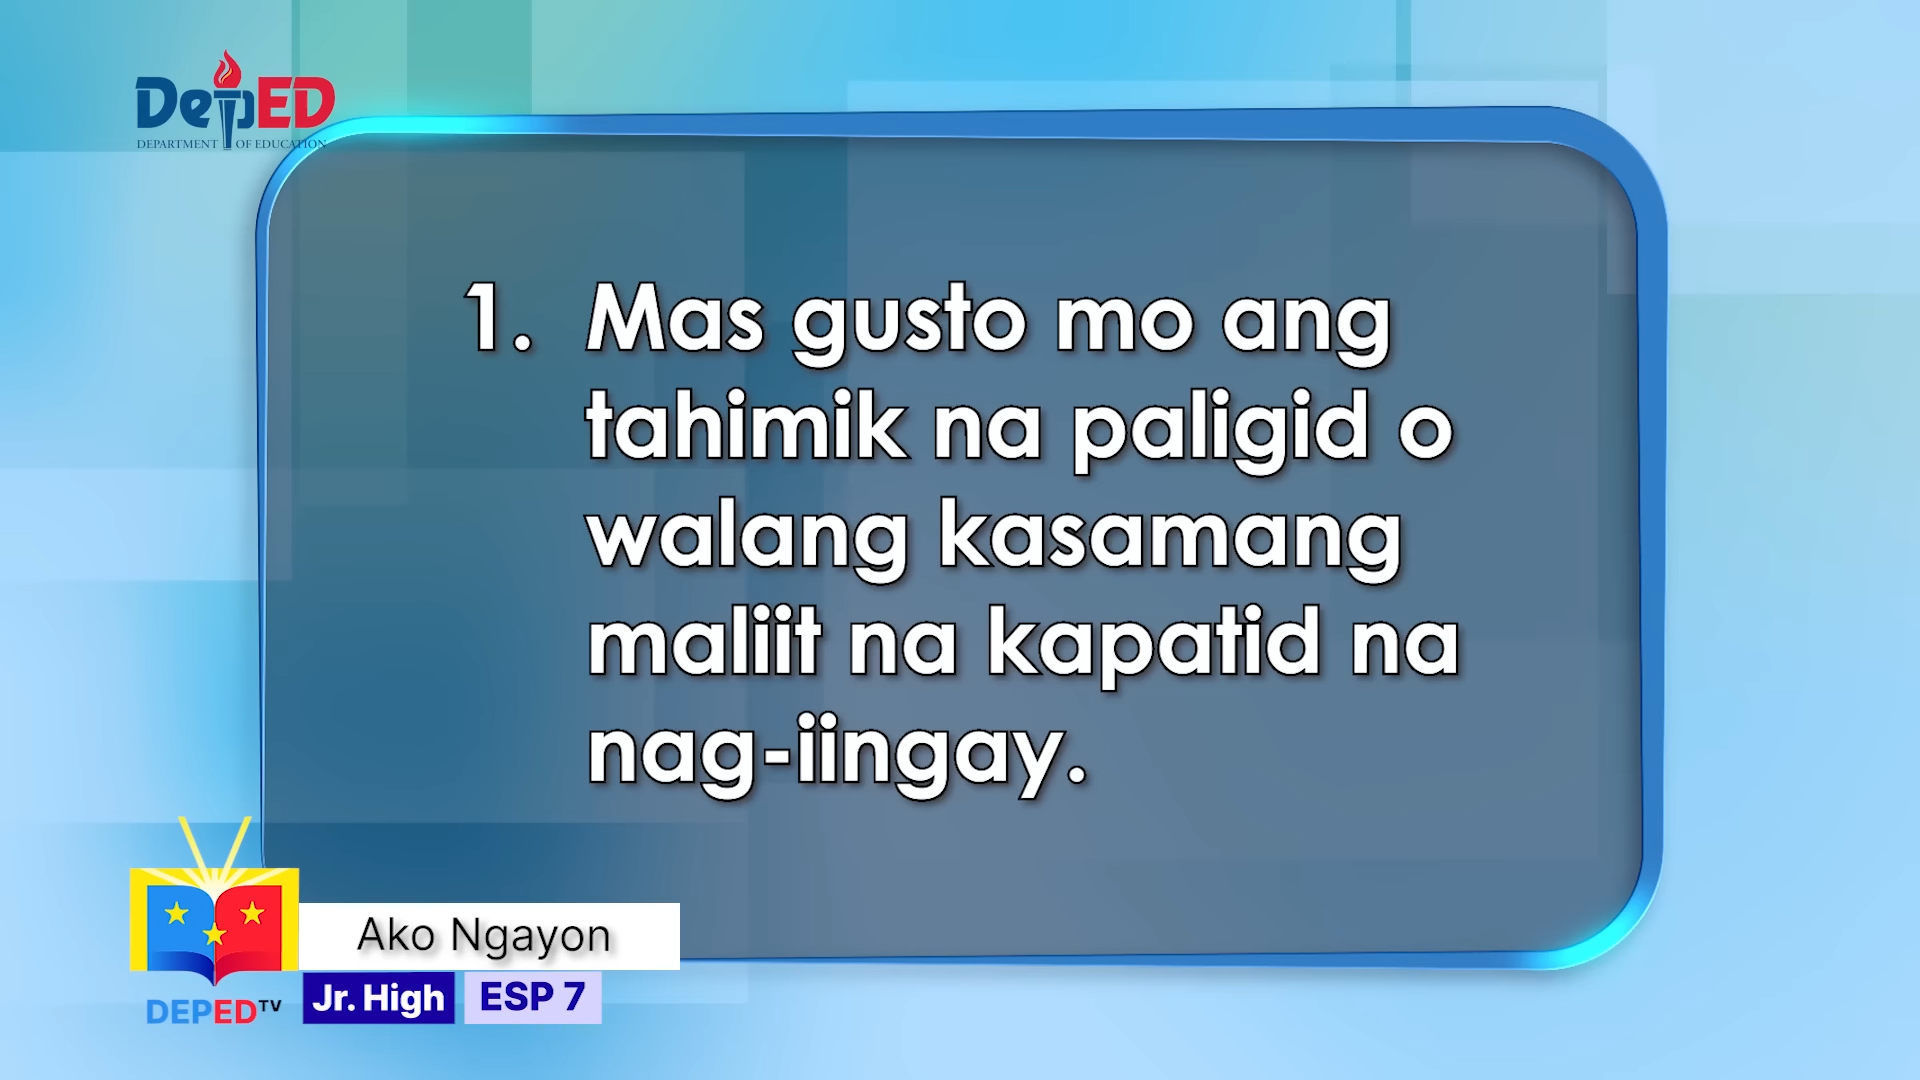 DepED
DEPARTMENT OF EDUCATION
1. Mas gusto mo ang
tahimik na paligid o
walang kasamang
maliit na kapatid na
nag-iingay.
Ako Ngayon
Jr. High ESP 7
DEPED TV